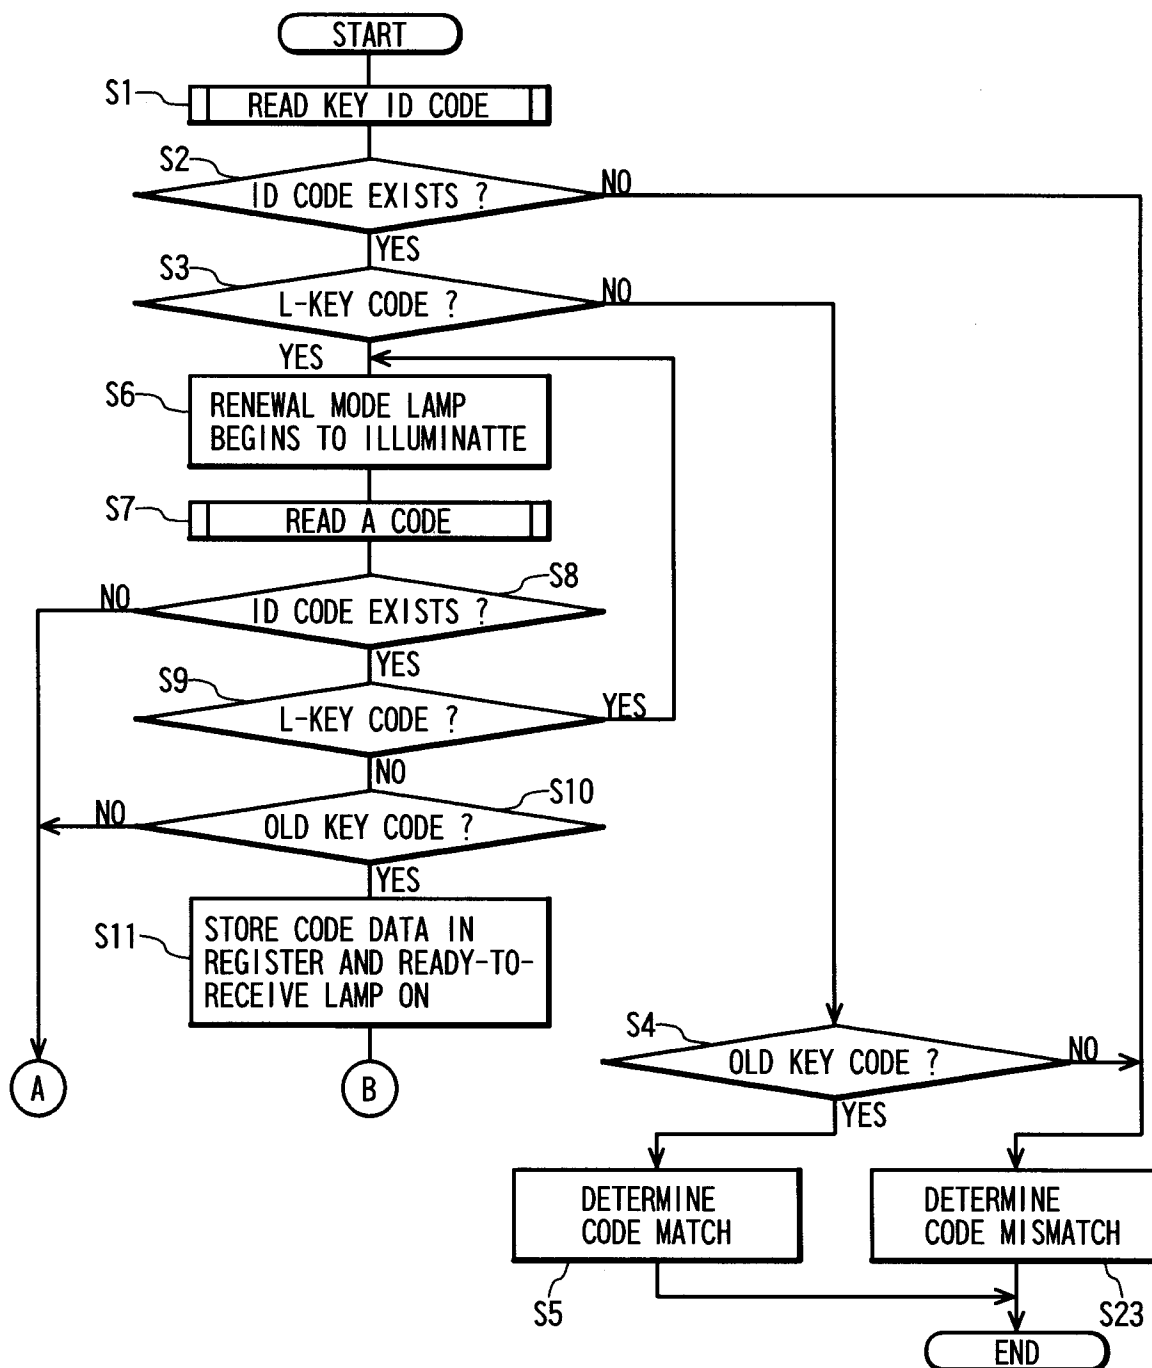 START
S1
READ KEY ID CODE
S2
ID CODE EXISTS ?
NO
YES
S3
L-KEY CODE ?
NO
YES
S6
RENEWAL MODE LAMP
BEGINS TO ILLUMINATTE
S7
READ A CODE
S8
NO
ID CODE EXISTS ?
YES
S9
L-KEY CODE ?
YES
NO
S10
NO
OLD KEY CODE ?
YES
S11
STORE CODE DATA IN
REGISTER AND READY-TO-
RECEIVE LAMP ON
S4
OLD KEY CODE ?
NO
YES
A
B
DETERMINE
CODE MATCH
DETERMINE
CODE MISMATCH
S5
S23
END